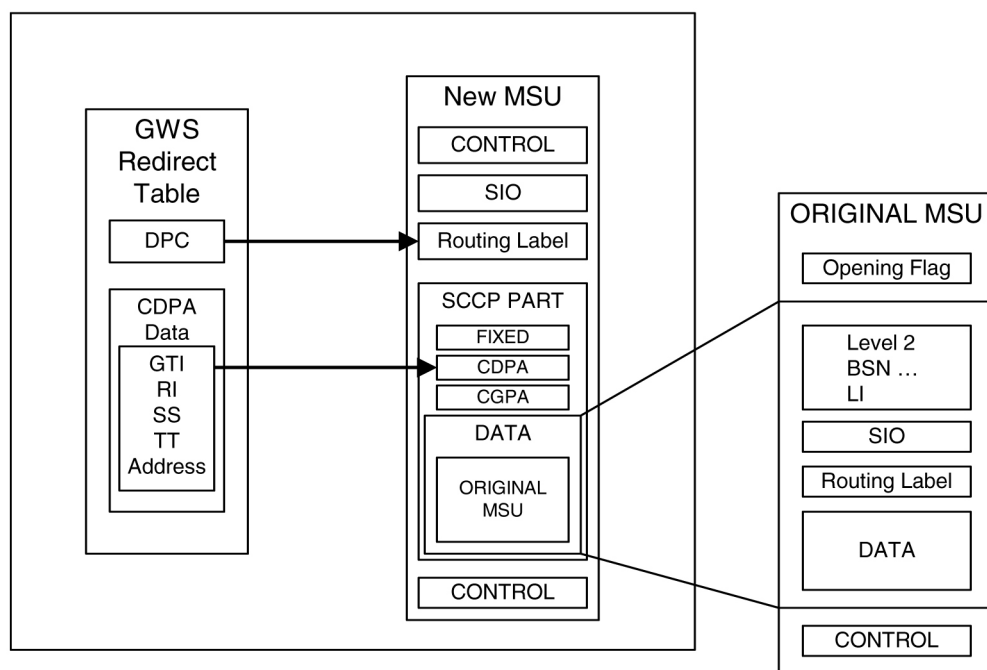 GWS
Redirect
Table
DPC
CDPA
Data
GTI
RI
SS
TT
Address
New MSU
CONTROL
SIO
Routing Label
SCCP PART
FIXED
CDPA
CGPA
DATA
ORIGINAL
MSU
CONTROL
ORIGINAL MSU
Opening Flag
Level 2
BSN ...
LI
SIO
Routing Label
DATA
CONTROL